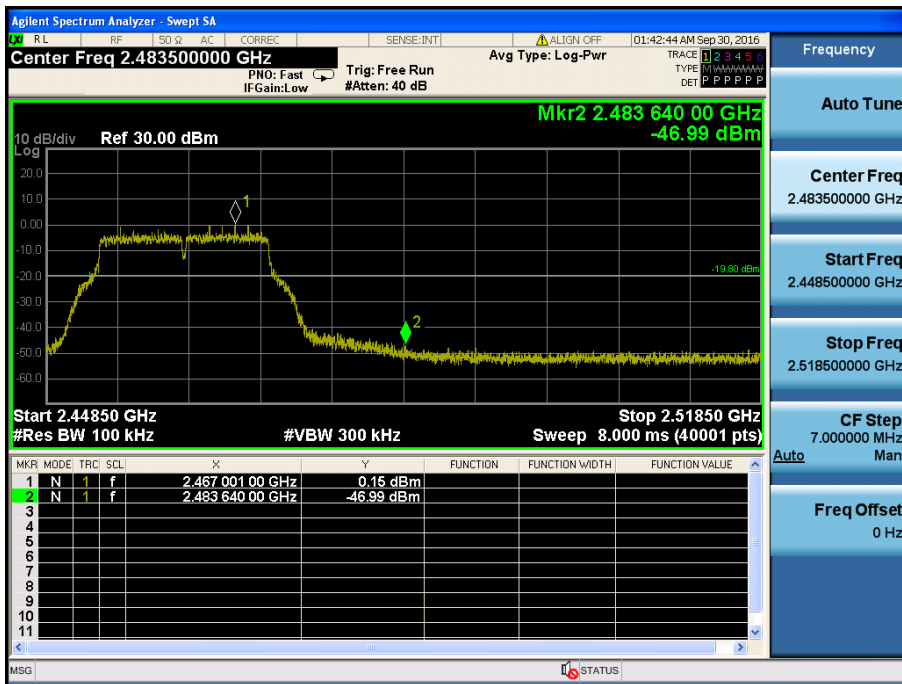 Agilent Spectrum Analyzer - Swept SA
LXI RL RF 50 Ω AC CORREC SENSE:INT ALIGN OFF 01:42:44 AM Sep 30, 2016
Center Freq 2.483500000 GHz
PNO: Fast
IFGain:Low
Trig: Free Run
#Atten: 40 dB
Avg Type: Log-Pwr
TRACE 1 2 3 4 5 6
TYPE MWWWWW
DET P P P P P P
Mkr2 2.483 640 00 GHz
-46.99 dBm
10 dB/div Ref 30.00 dBm
Log
20.0
10.0
0.00
-10.0
-20.0
-30.0
-40.0
-50.0
-60.0
1
2
-19.80 dBm
Start 2.44850 GHz Stop 2.51850 GHz
#Res BW 100 kHz #VBW 300 kHz Sweep 8.000 ms (40001 pts)
MKR MODE TRC SCL X Y FUNCTION FUNCTION WIDTH FUNCTION VALUE
1 N 1 f 2.467 001 00 GHz 0.15 dBm
2 N 1 f 2.483 640 00 GHz -46.99 dBm
3
4
5
6
7
8
9
10
11
MSG STATUS
Frequency
Auto Tune
Center Freq
2.483500000 GHz
Start Freq
2.448500000 GHz
Stop Freq
2.518500000 GHz
CF Step
7.000000 MHz
Auto Man
Freq Offset
0 Hz